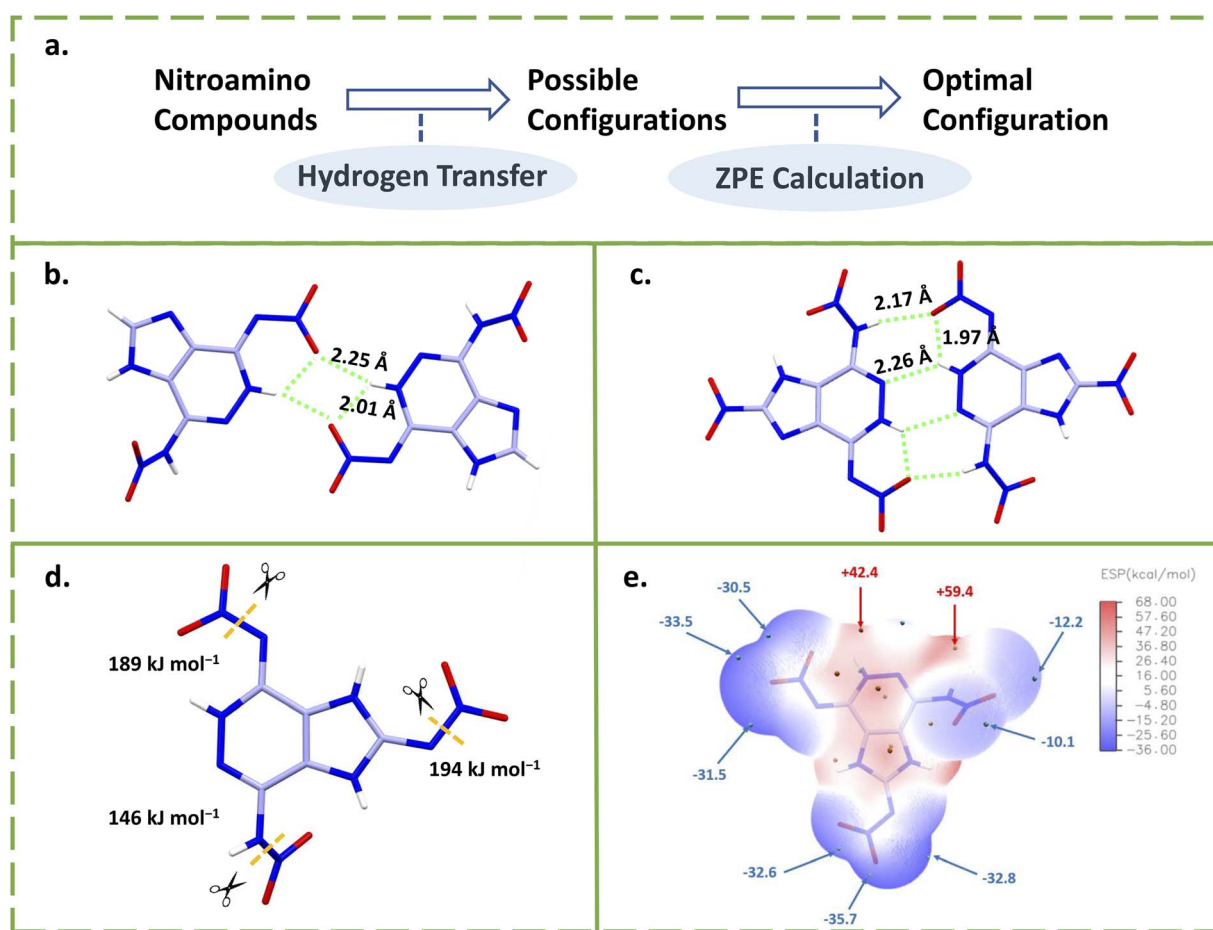 a.
Nitroamino
Compounds
Possible
Configurations
Optimal
Configuration
Hydrogen Transfer
ZPE Calculation
b.
2.25 Å
2.01 Å
c.
2.17 Å
1.97 Å
2.26 Å
d.
189 kJ mol⁻¹
194 kJ mol⁻¹
146 kJ mol⁻¹
e.
+42.4
+59.4
-30.5
-33.5
-12.2
-31.5
-10.1
-32.6
-35.7
-32.8
ESP(kcal/mol)
68.00
57.60
47.20
36.80
26.40
16.00
5.60
-4.80
-15.20
-25.60
-36.00